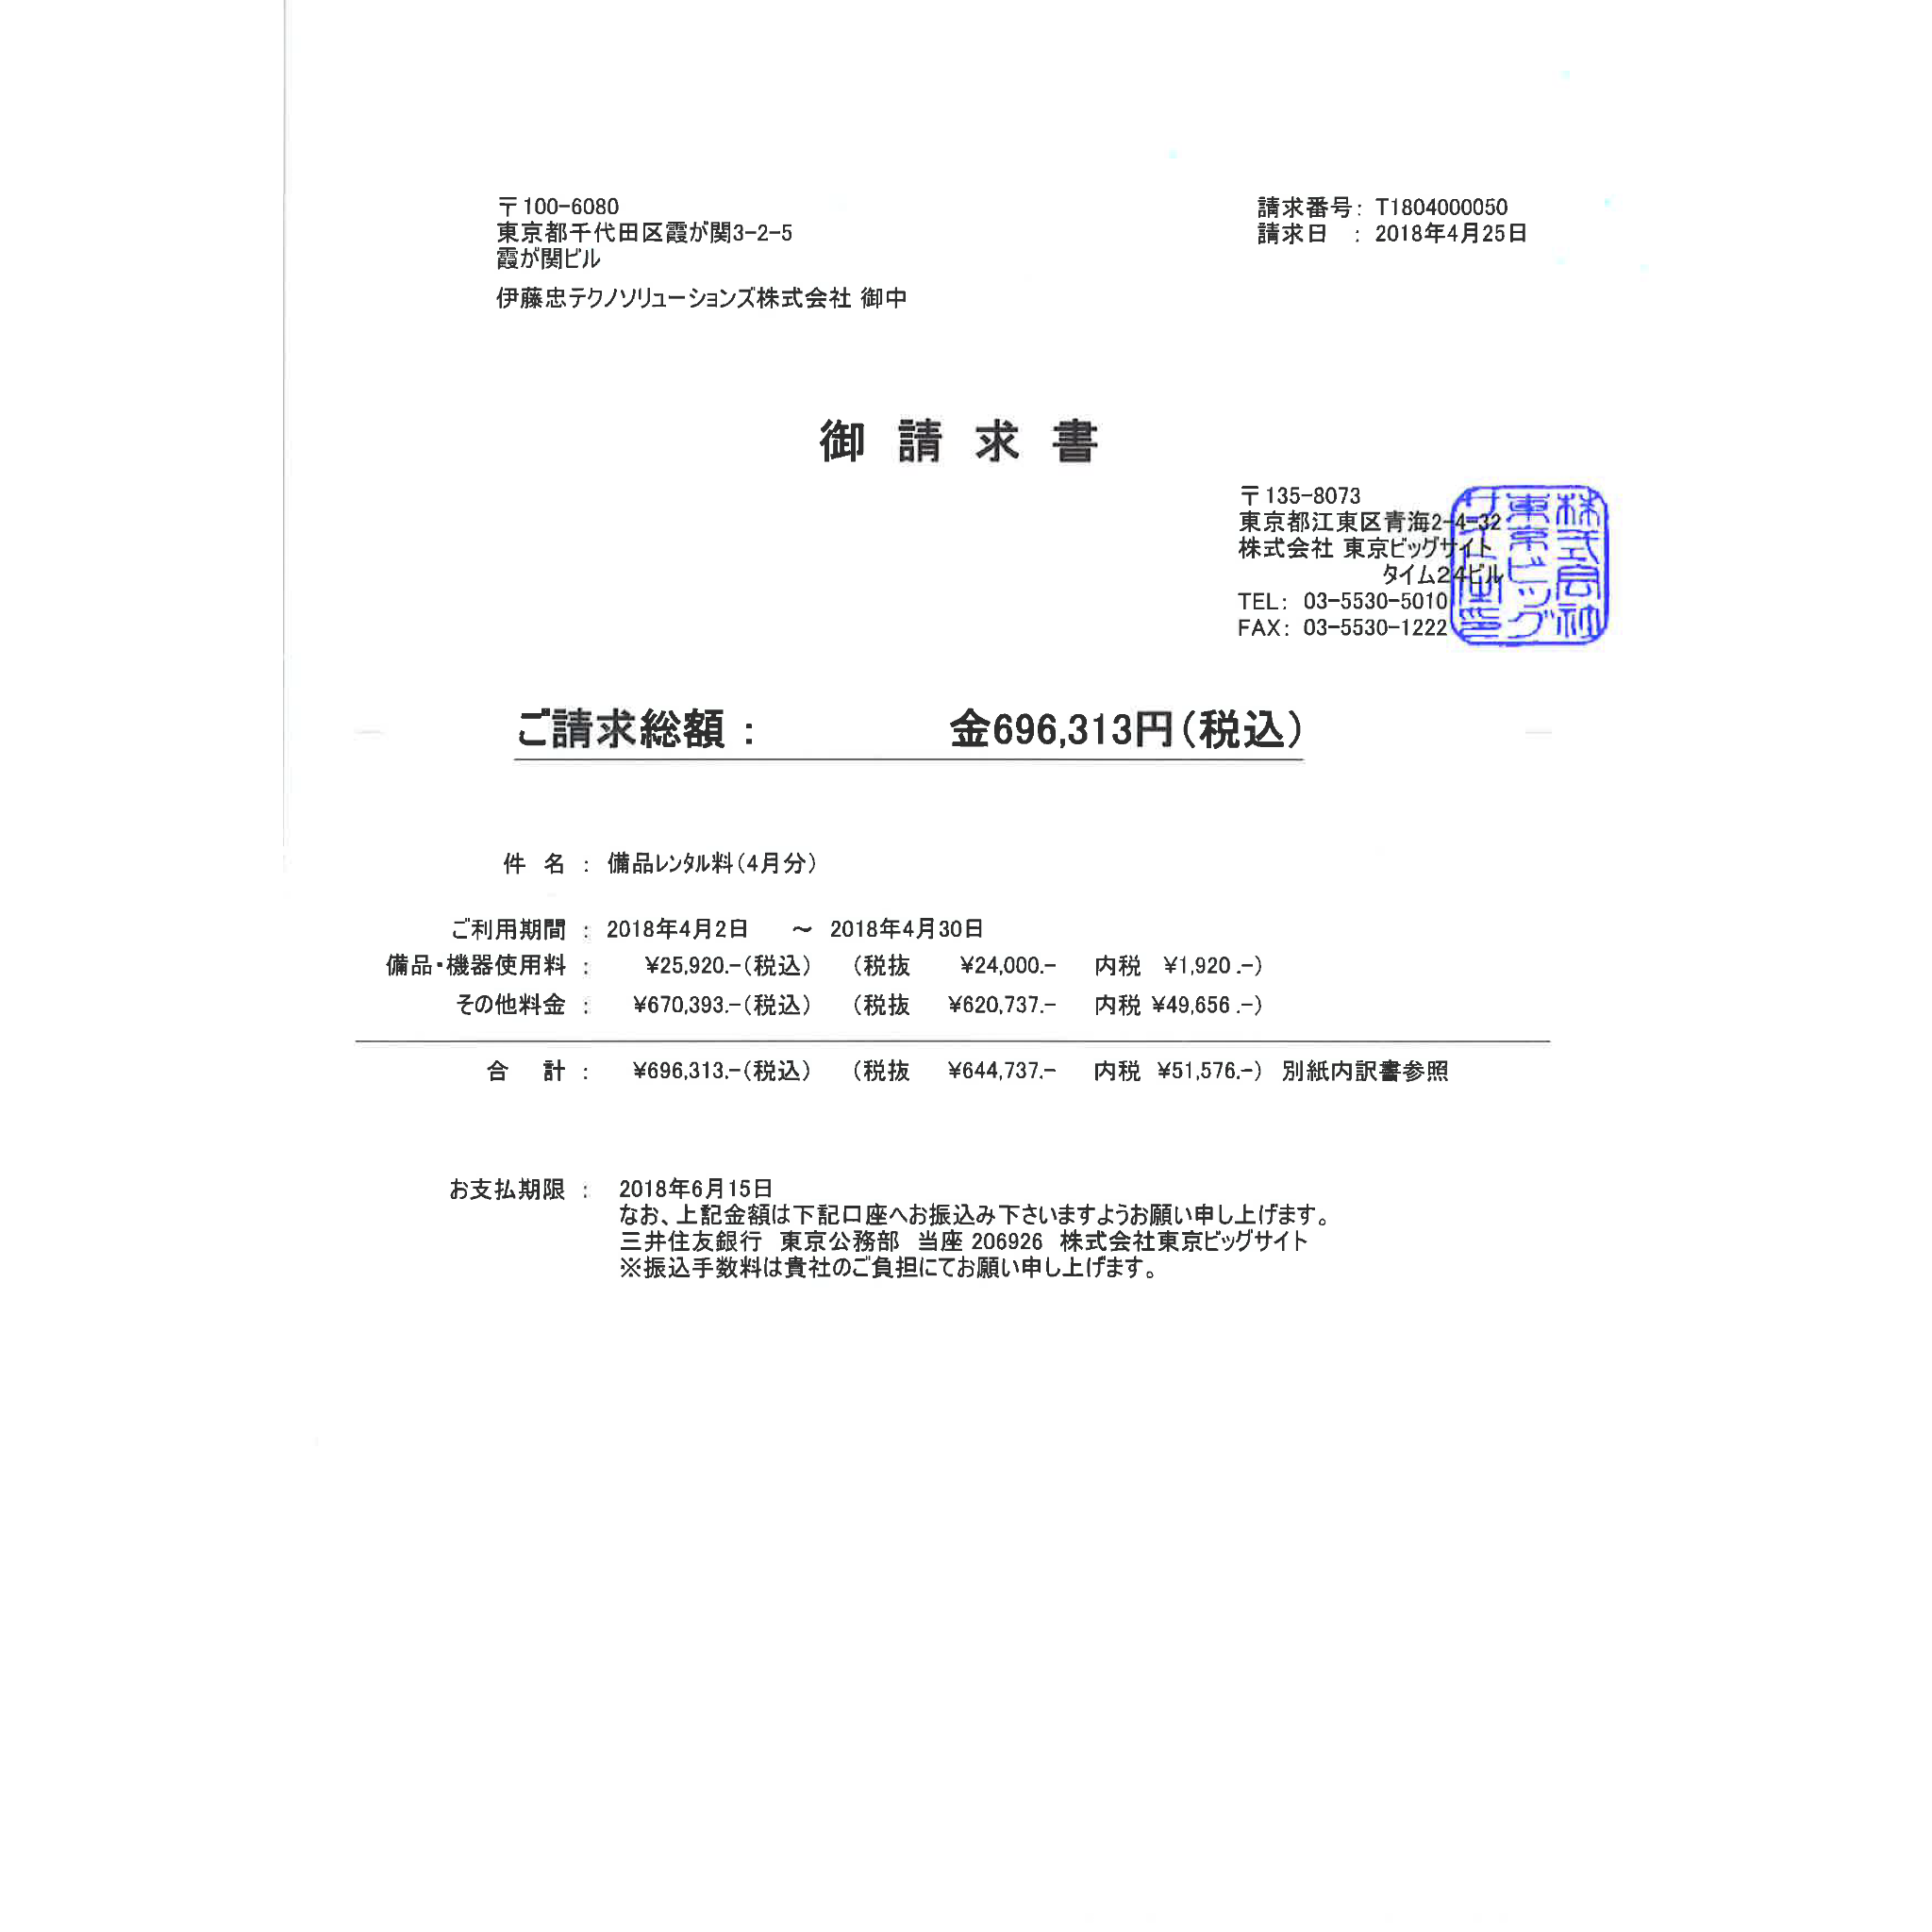 〒100-6080
東京都千代田区霞が関3-2-5
霞が関ビル
伊藤忠テクノソリューションズ株式会社 御中
請求番号: T1804000050
請求日 : 2018年4月25日
御 請 求 書
〒135-8073
東京都江東区青海2-4-32
株式会社 東京ビッグサイト
タイム24ビル
TEL: 03-5530-5010
FAX: 03-5530-1222
株式会社
東京ビッグ
サイト
ご請求総額 : 金696,313円(税込)
件 名 : 備品レンタル料(4月分)
ご利用期間 : 2018年4月2日 ~ 2018年4月30日
備品・機器使用料 : ¥25,920.-(税込) (税抜 ¥24,000.- 内税 ¥1,920 .-)
その他料金 : ¥670,393.-(税込) (税抜 ¥620,737.- 内税 ¥49,656 .-)
合 計 : ¥696,313.-(税込) (税抜 ¥644,737.- 内税 ¥51,576.-) 別紙内訳書参照
お支払期限 : 2018年6月15日
なお、上記金額は下記口座へお振込み下さいますようお願い申し上げます。
三井住友銀行 東京公務部 当座 206926 株式会社東京ビッグサイト
※振込手数料は貴社のご負担にてお願い申し上げます。